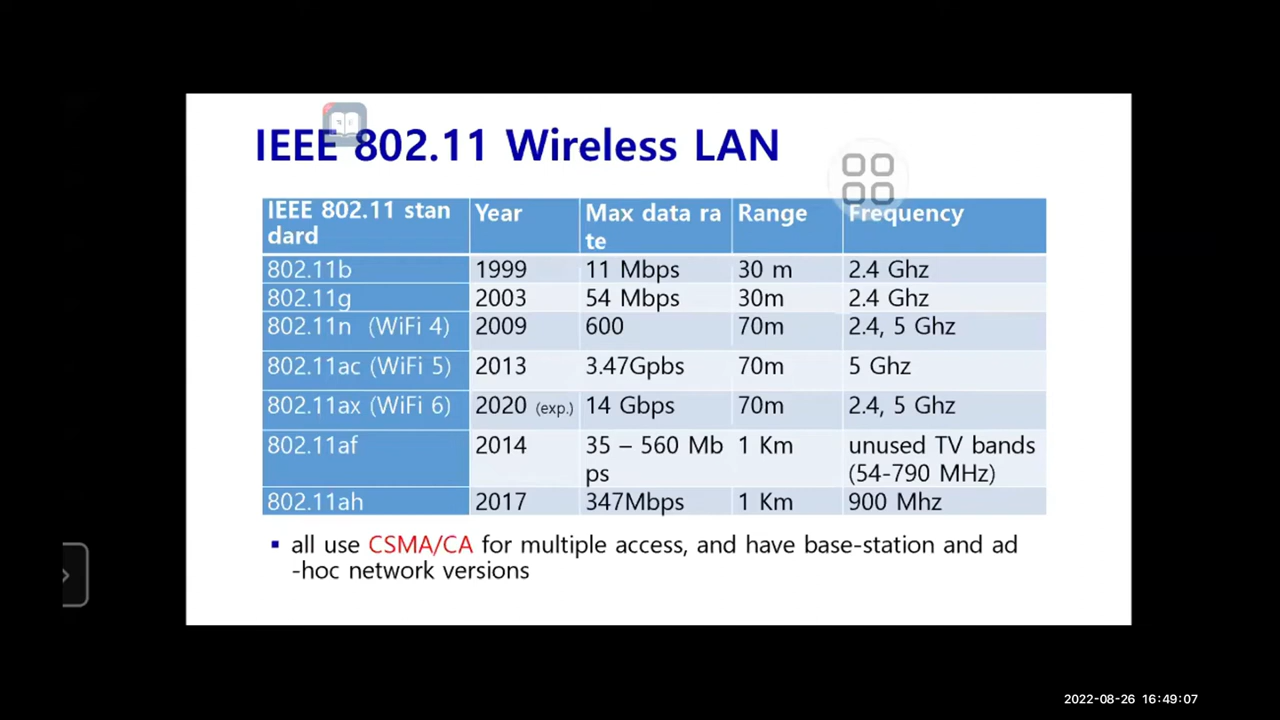 IEEE 802.11 Wireless LAN
IEEE 802.11 stan
dard
Year
Max data ra
te
Range
Frequency
802.11b 1999 11 Mbps 30 m 2.4 Ghz
802.11g 2003 54 Mbps 30m 2.4 Ghz
802.11n (WiFi 4) 2009 600 70m 2.4, 5 Ghz
802.11ac (WiFi 5) 2013 3.47Gpbs 70m 5 Ghz
802.11ax (WiFi 6) 2020 (exp.) 14 Gbps 70m 2.4, 5 Ghz
802.11af 2014 35 – 560 Mb 1 Km unused TV bands
ps (54-790 MHz)
802.11ah 2017 347Mbps 1 Km 900 Mhz
▪ all use CSMA/CA for multiple access, and have base-station and ad
-hoc network versions
2022-08-26 16:49:07